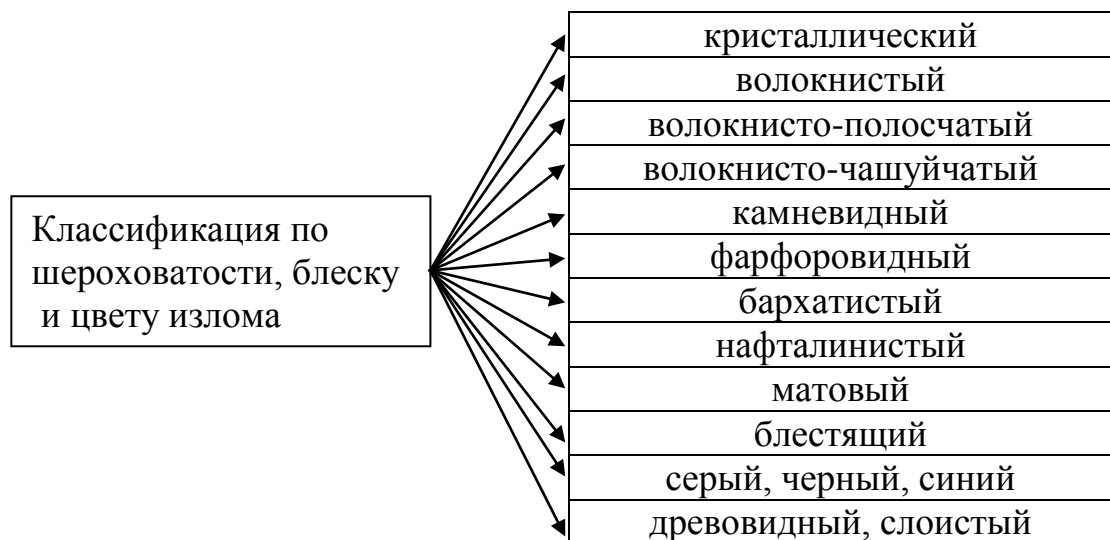 Классификация по
шероховатости, блеску
и цвету излома
кристаллический
волокнистый
волокнисто-полосчатый
волокнисто-чашуйчатый
камневидный
фарфоровидный
бархатистый
нафталинистый
матовый
блестящий
серый, черный, синий
древовидный, слоистый